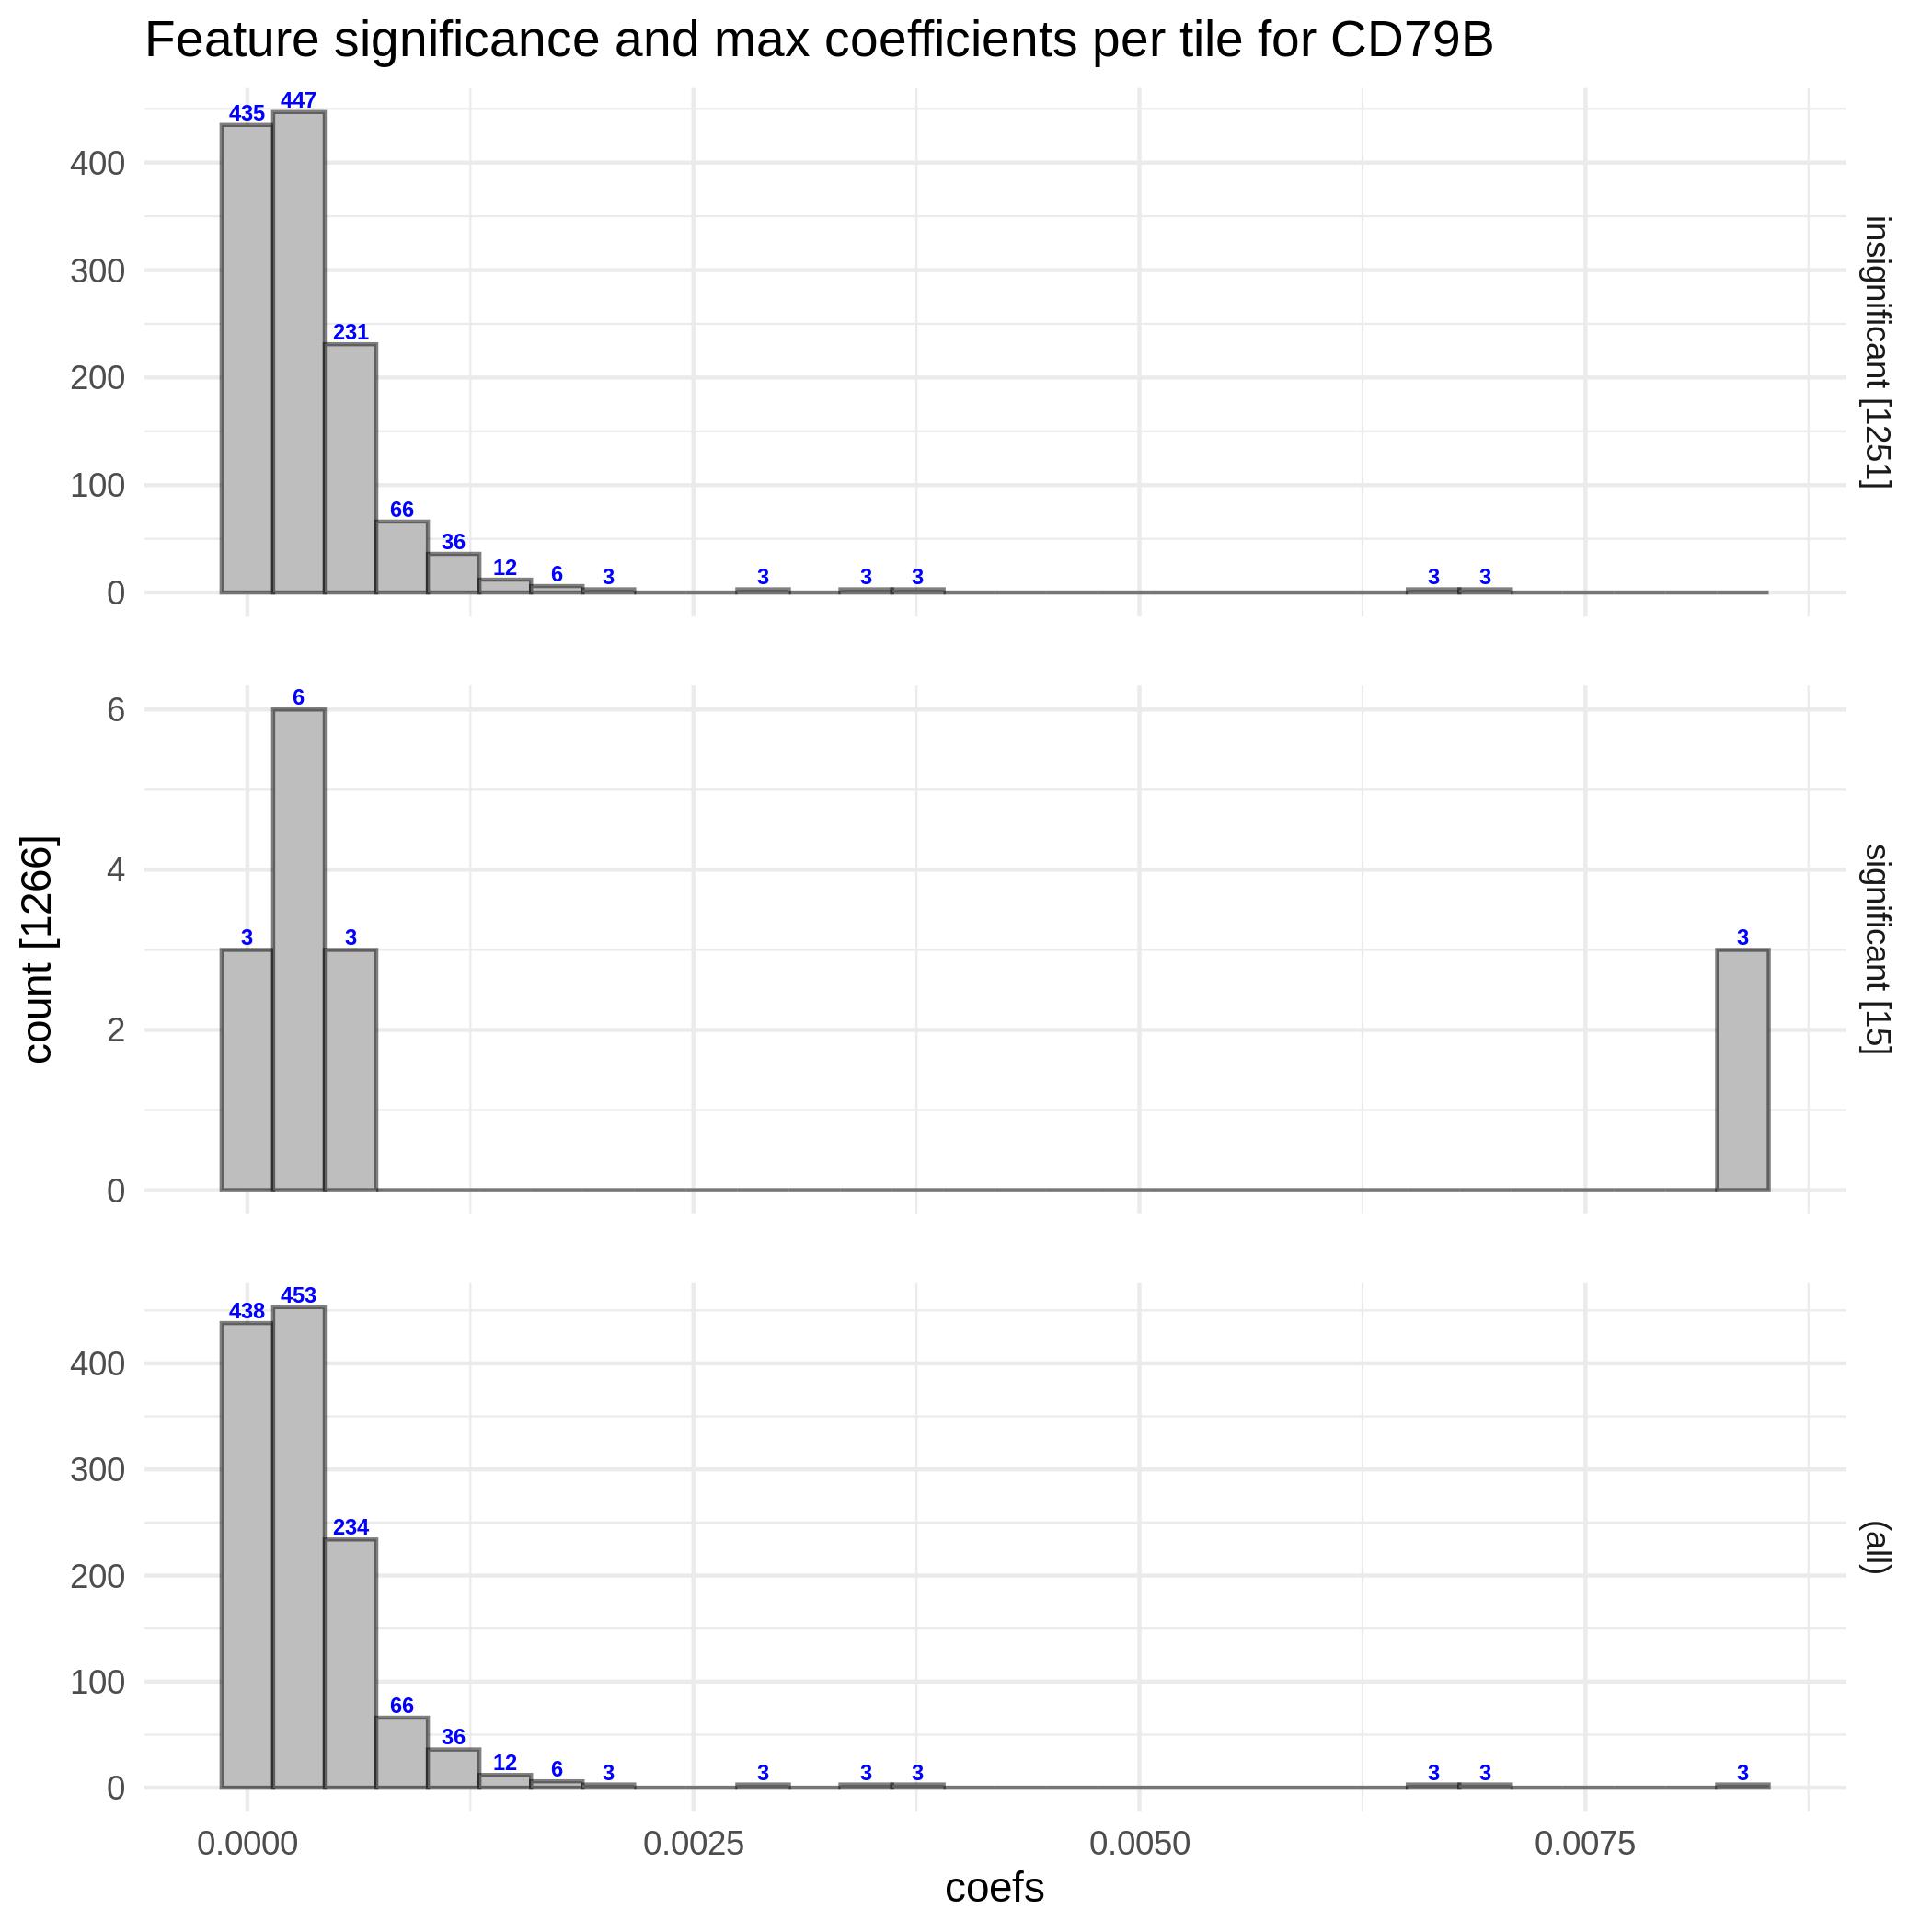 Feature significance and max coefficients per tile for CD79B
435 447 231 66 36 12 6 3 3 3 3 3 3
400
300
200
100
0
insignificant [1251]
3 6 3 3
6
4
2
0
significant [15]
count [1266]
438 453 234 66 36 12 6 3 3 3 3 3 3 3
400
300
200
100
0
(all)
0.0000 0.0025 0.0050 0.0075
coefs